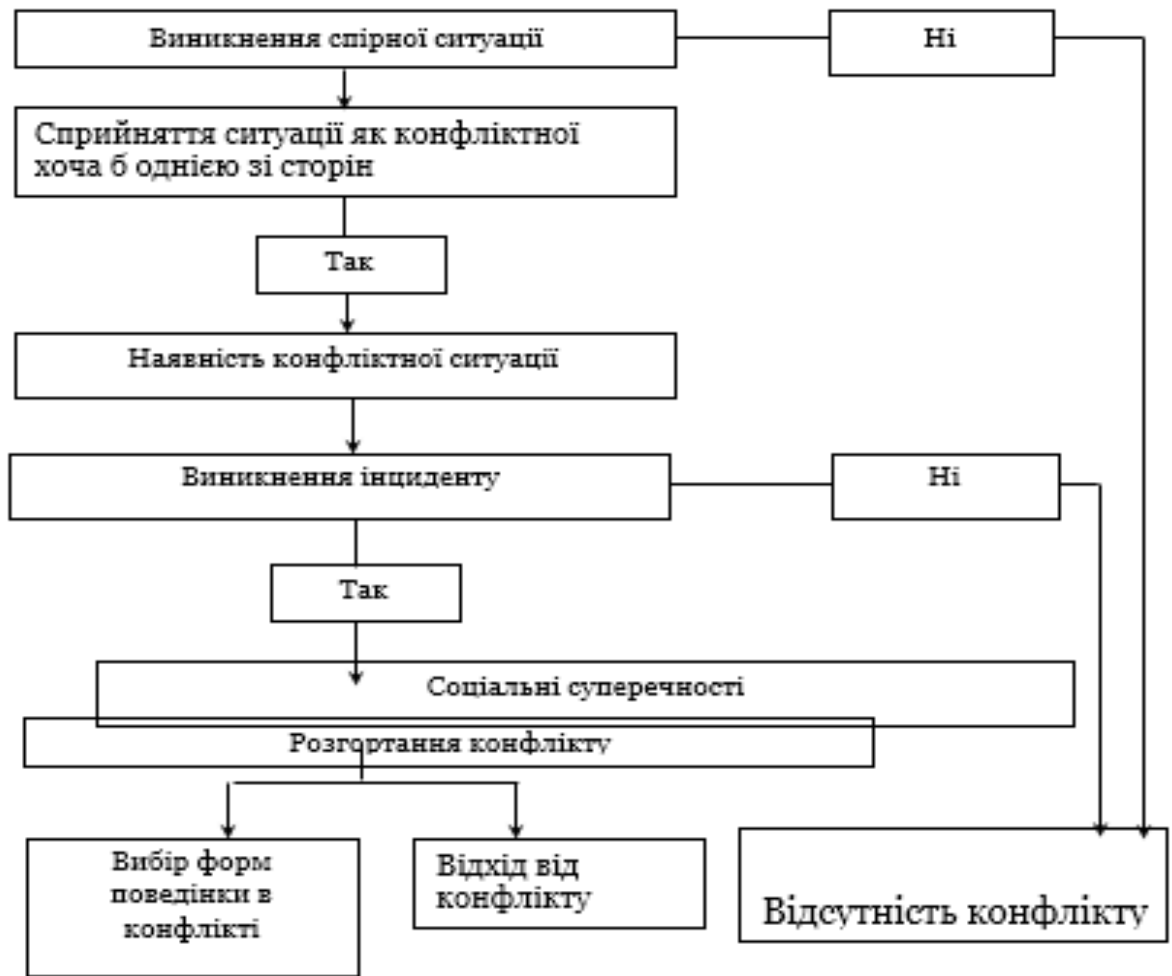 Виникнення спірної ситуації
Ні
Сприйняття ситуації як конфліктної
хоча б однією зі сторін
Так
Наявність конфліктної ситуації
Виникнення інциденту
Ні
Так
Соціальні суперечності
Розгортання конфлікту
Вибір форм
поведінки в
конфлікті
Відхід від
конфлікту
Відсутність конфлікту